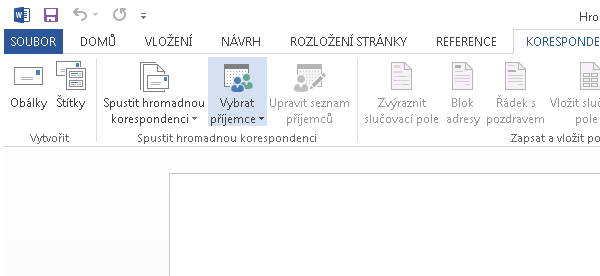 Hro
SOUBOR DOMŮ VLOŽENÍ NÁVRH ROZLOŽENÍ STRÁNKY REFERENCE KORESPONDE
Obálky Štítky Spustit hromadnou korespondenci Vybrat příjemce Upravit seznam příjemců Zvýraznit slučovací pole Blok adresy Řádek s pozdravem Vložit sluč pole
Vytvořit Spustit hromadnou korespondenci Zapsat a vložit po